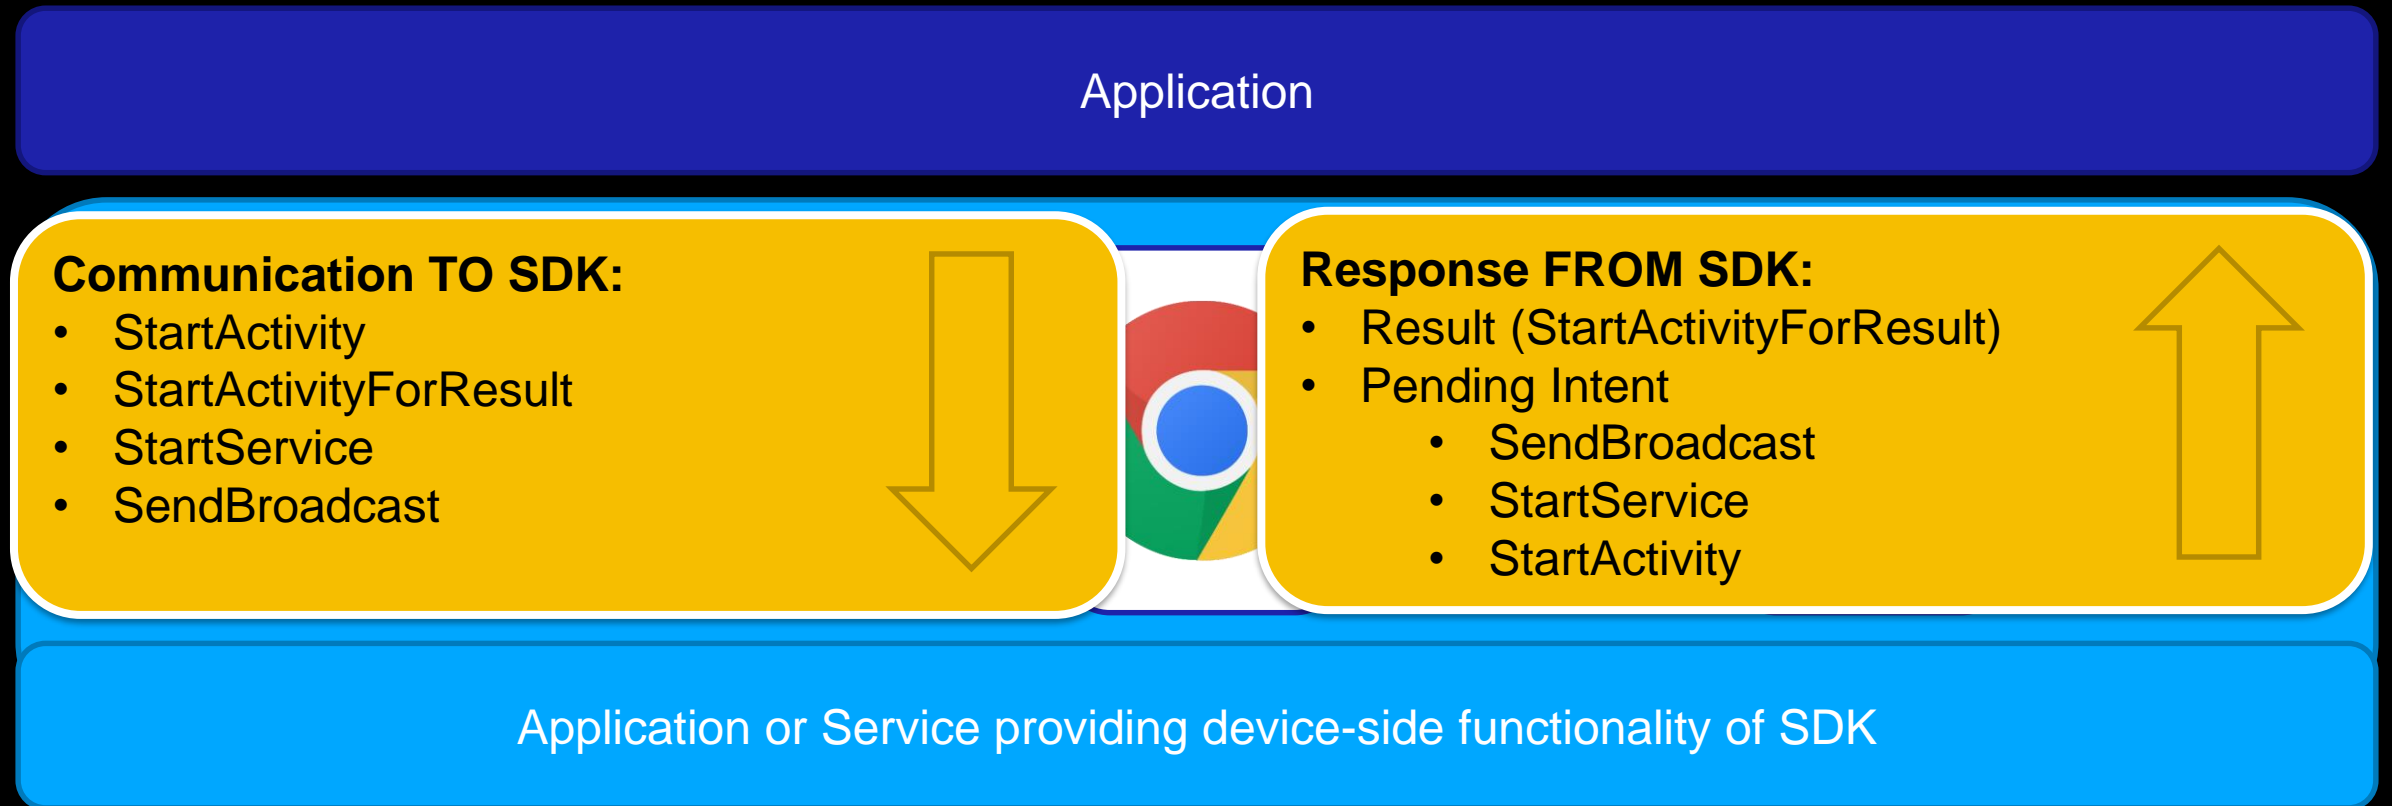 Application
Communication TO SDK:
• StartActivity
• StartActivityForResult
• StartService
• SendBroadcast
Response FROM SDK:
• Result (StartActivityForResult)
• Pending Intent
• SendBroadcast
• StartService
• StartActivity
Application or Service providing device-side functionality of SDK